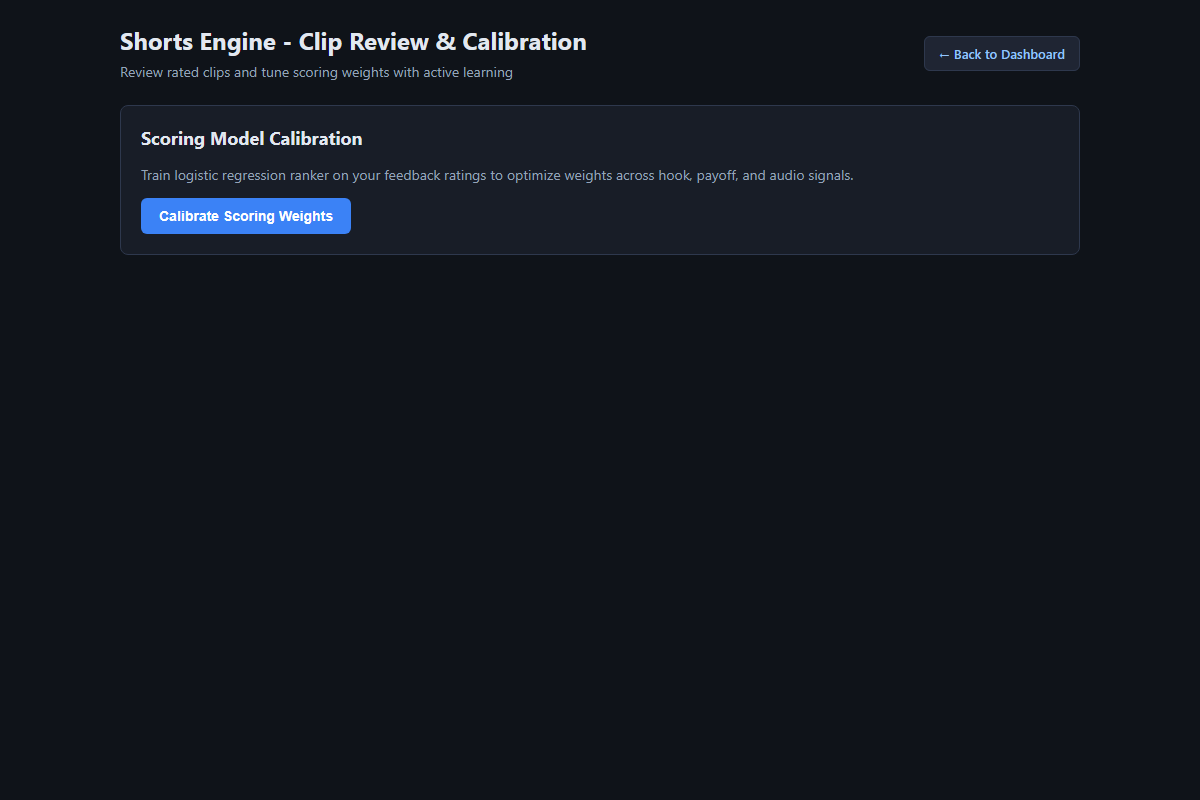 Shorts Engine - Clip Review & Calibration
Review rated clips and tune scoring weights with active learning
← Back to Dashboard
Scoring Model Calibration
Train logistic regression ranker on your feedback ratings to optimize weights across hook, payoff, and audio signals.
Calibrate Scoring Weights